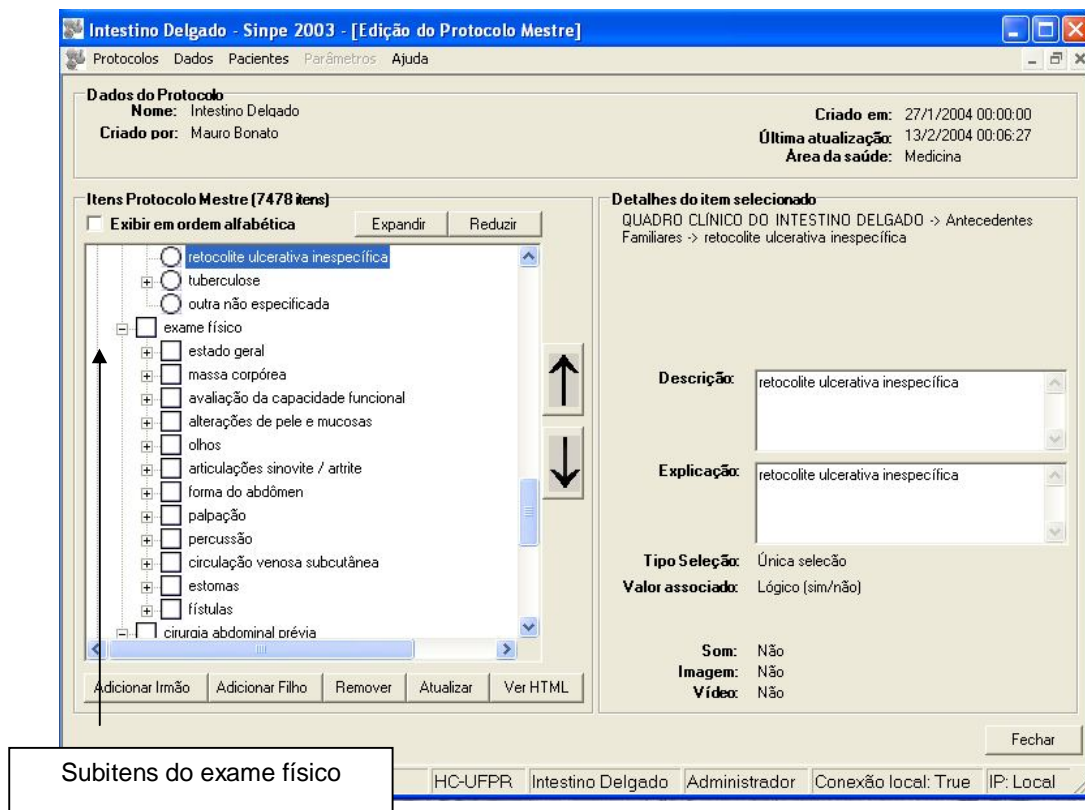 Intestino Delgado - Sinpe 2003 - [Edição do Protocolo Mestre]
Protocolos Dados Pacientes Parâmetros Ajuda
Dados do Protocolo
Nome: Intestino Delgado
Criado por: Mauro Bonato
Criado em: 27/1/2004 00:00:00
Última atualização: 13/2/2004 00:06:27
Área da saúde: Medicina
Itens Protocolo Mestre (7478 itens)
Exibir em ordem alfabética Expandir Reduzir
retocolite ulcerativa inespecífica
tuberculose
outra não especificada
exame físico
estado geral
massa corpórea
avaliação da capacidade funcional
alterações de pele e mucosas
olhos
articulações sinovite / artrite
forma do abdômen
palpação
percussão
circulação venosa subcutânea
estomas
fístulas
cirurgia abdominal prévia
Adicionar Irmão Adicionar Filho Remover Atualizar Ver HTML
Detalhes do item selecionado
QUADRO CLÍNICO DO INTESTINO DELGADO -> Antecedentes
Familiares -> retocolite ulcerativa inespecífica
Descrição: retocolite ulcerativa inespecífica
Explicação: retocolite ulcerativa inespecífica
Tipo Seleção: Única selecão
Valor associado: Lógico (sim/não)
Som: Não
Imagem: Não
Vídeo: Não
Fechar
Subitens do exame físico
HC-UFPR Intestino Delgado Administrador Conexão local: True IP: Local